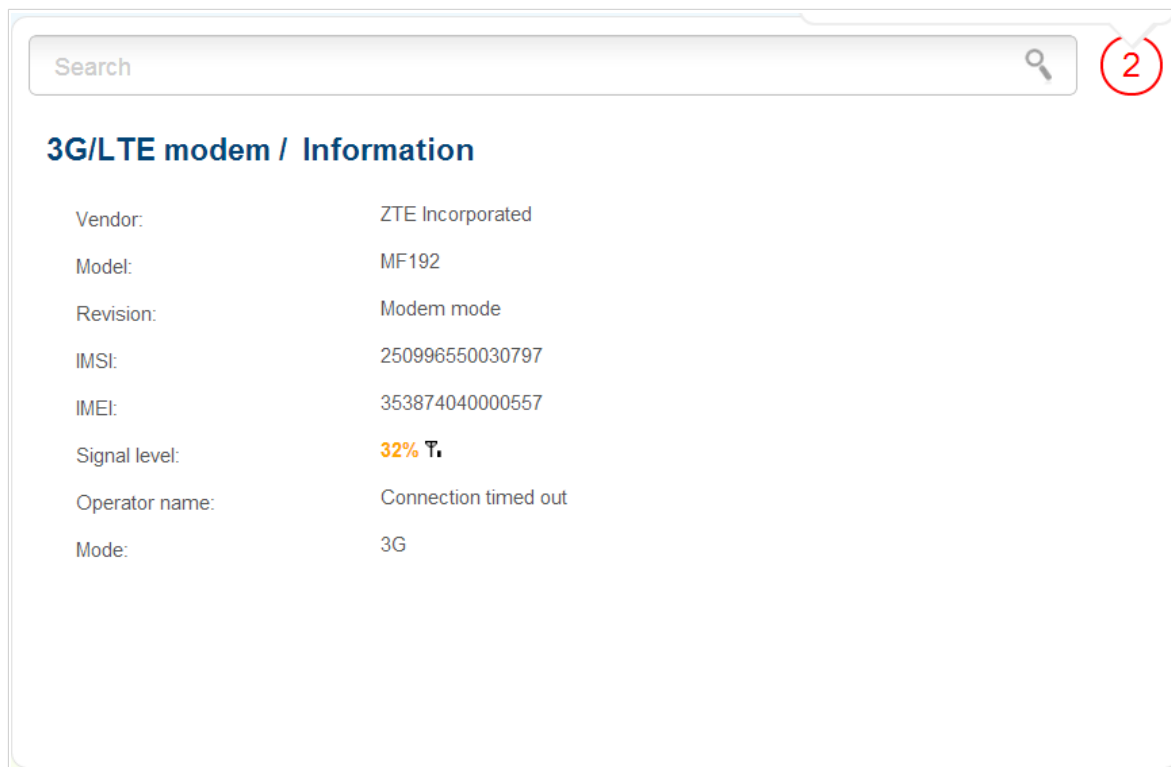 Search
2
3G/LTE modem / Information
Vendor: ZTE Incorporated
Model: MF192
Revision: Modem mode
IMSI: 250996550030797
IMEI: 353874040000557
Signal level: 32%
Operator name: Connection timed out
Mode: 3G